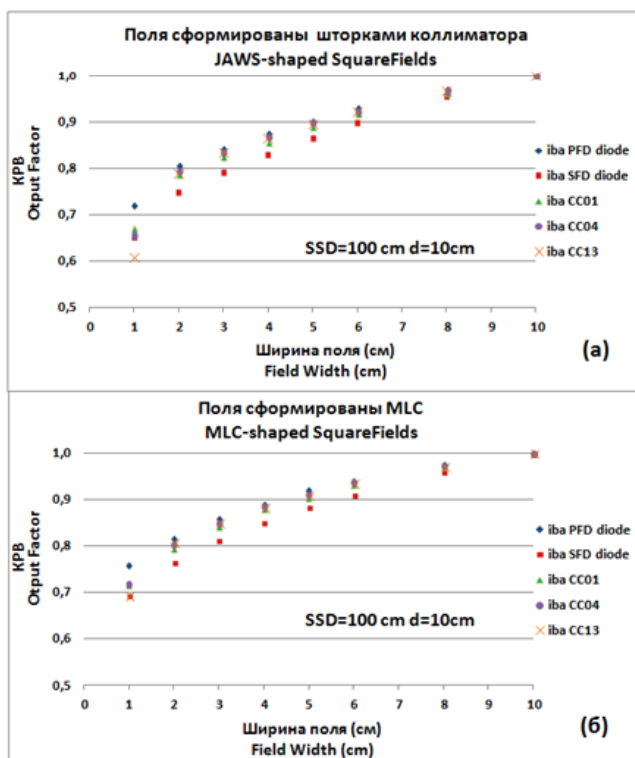 Поля сформированы шторками коллиматора
JAWS-shaped SquareFields
КРВ
Otput Factor
1,0
0,9
0,8
0,7
0,6
0,5
0 1 2 3 4 5 6 7 8 9 10
SSD=100 cm d=10cm
iba PFD diode
iba SFD diode
iba CC01
iba CC04
iba CC13
Ширина поля (см)
Field Width (cm)
(а)
Поля сформированы MLC
MLC-shaped SquareFields
КРВ
Otput Factor
1,0
0,9
0,8
0,7
0,6
0,5
0 1 2 3 4 5 6 7 8 9 10
SSD=100 cm d=10cm
iba PFD diode
iba SFD diode
iba CC01
iba CC04
iba CC13
Ширина поля (см)
Field Width (cm)
(б)